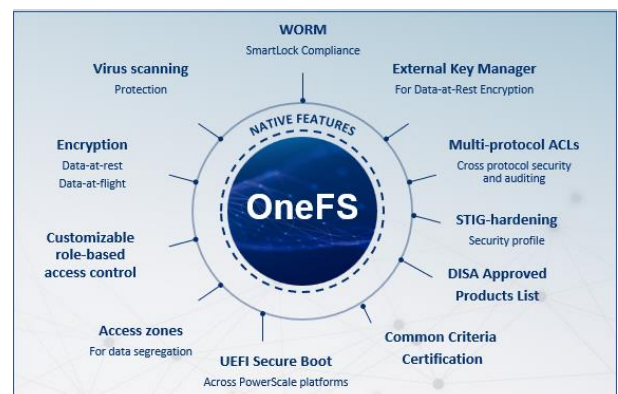 WORM
SmartLock Compliance
Virus scanning
Protection
External Key Manager
For Data-at-Rest Encryption
NATIVE FEATURES
Encryption
Data-at-rest
Data-at-flight
Multi-protocol ACLs
Cross protocol security
and auditing
OneFS
STIG-hardening
Security profile
Customizable
role-based
access control
DISA Approved
Products List
Access zones
For data segregation
Common Criteria
Certification
UEFI Secure Boot
Across PowerScale platforms